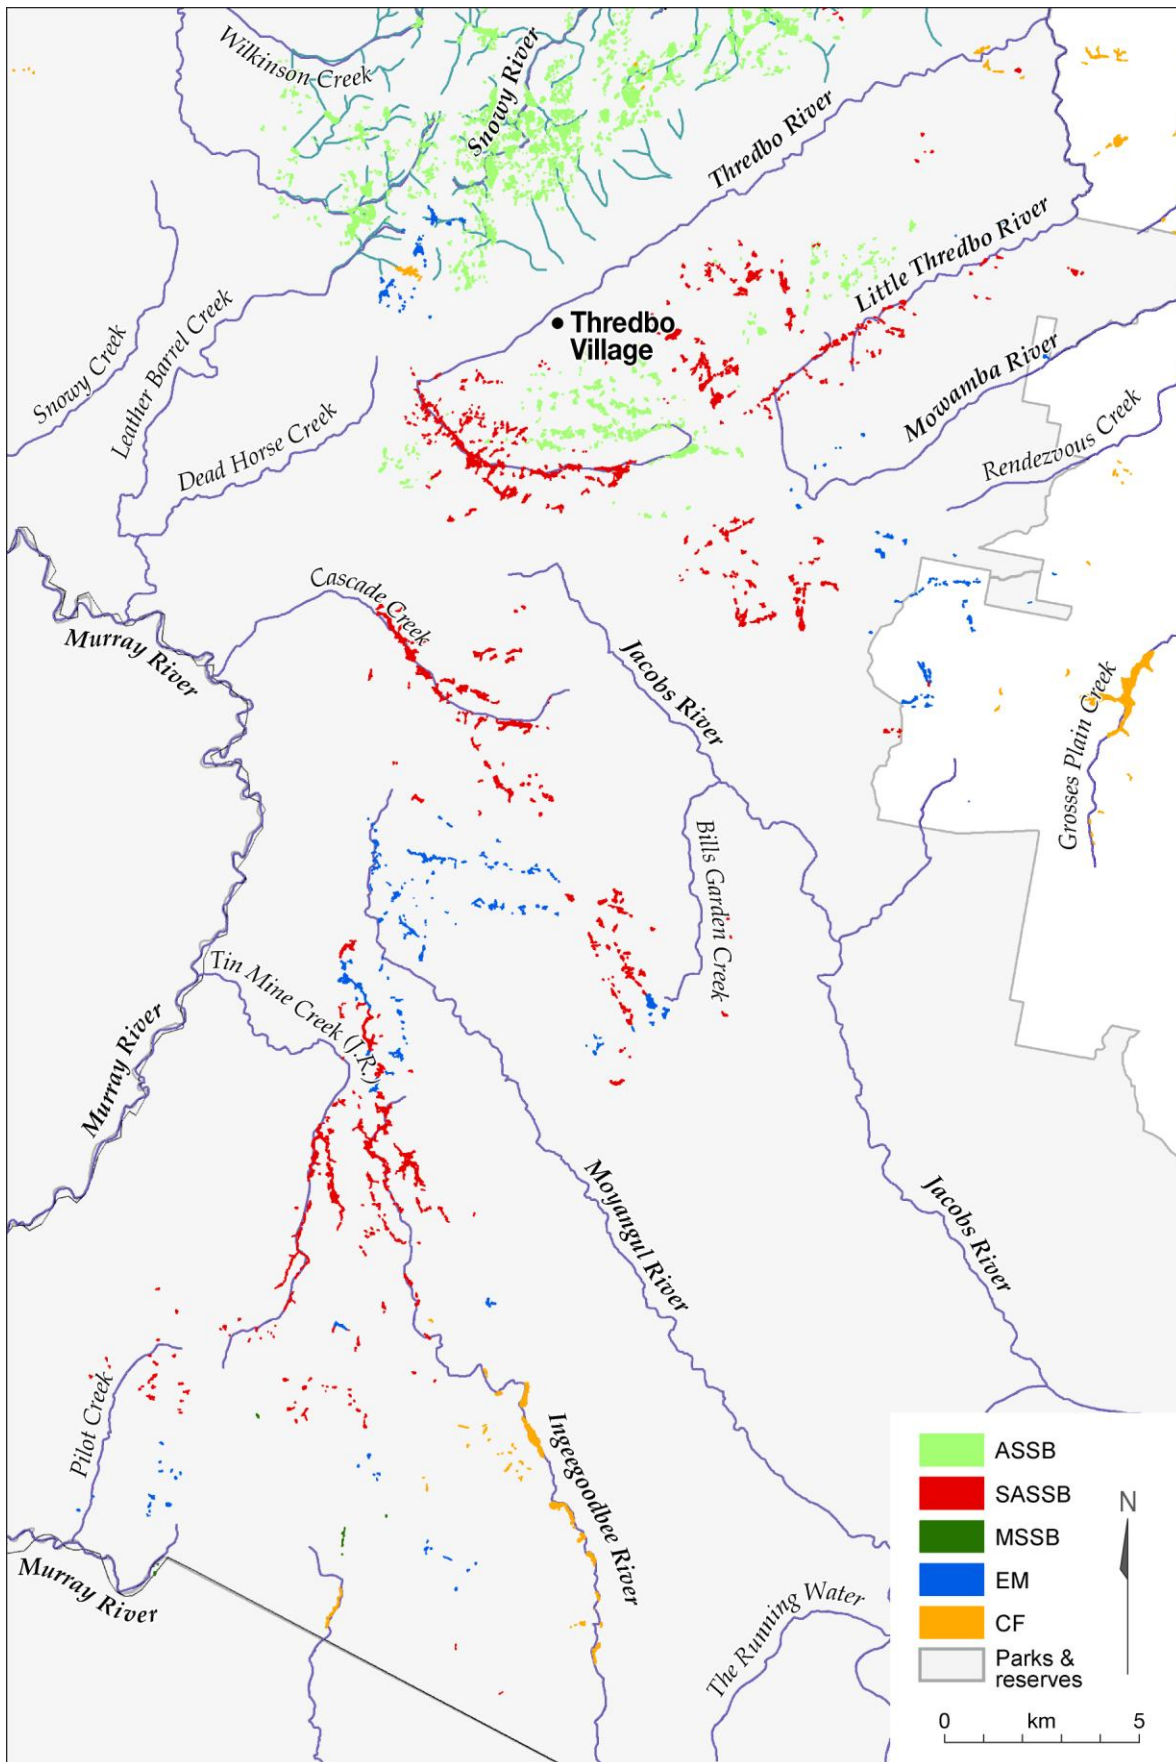 Wilkinson Creek
Snowy River
Thredbo River
Little Thredbo River
Thredbo
Village
Snowy Creek
Leather Barrel Creek
Dead Horse Creek
Mowamba River
Rendezvous Creek
Cascade Creek
Murray River
Jacobs River
Grosses Plain Creek
Bills Garden Creek
Tin Mine Creek (J.R.)
Murray River
Moyangul River
Jacobs River
Pilot Creek
Ingeegoodbee River
Murray River
The Running Water
ASSB
SASSB
MSSB
EM
CF
Parks &
reserves
N
0 km 5